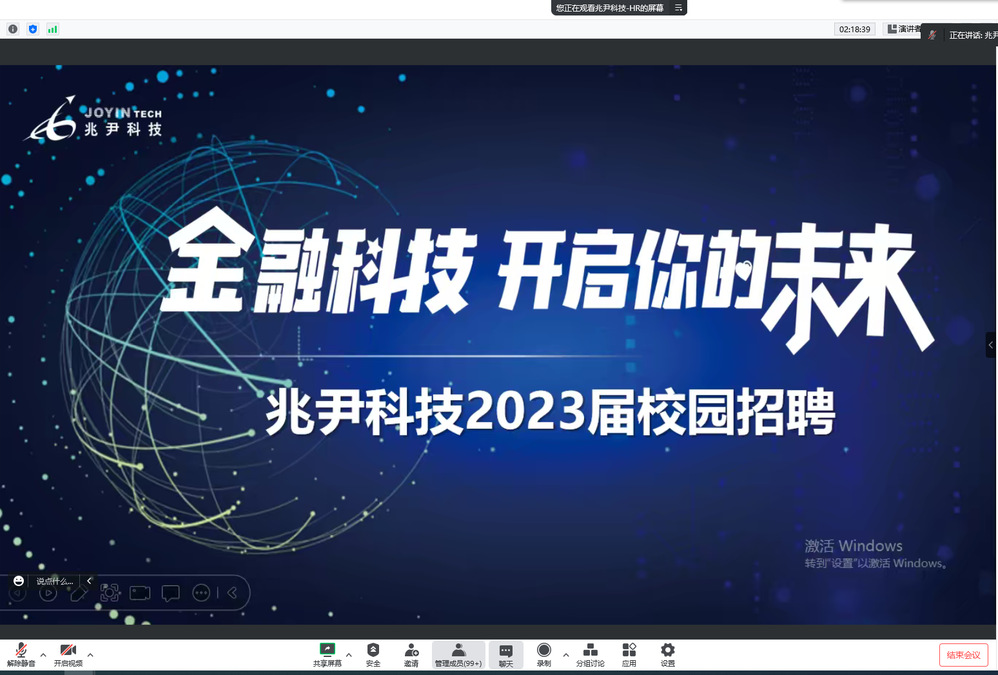 您正在观看兆尹科技-HR的屏幕
02:18:39
演讲者
正在讲话: 兆尹
JOYIN TECH
兆尹科技
金融科技 开启你的未来
兆尹科技2023届校园招聘
激活 Windows
转到"设置"以激活 Windows。
说点什么...
解除静音
开启视频
共享屏幕
安全
邀请
管理成员(99+)
聊天
录制
分组讨论
应用
设置
结束会议